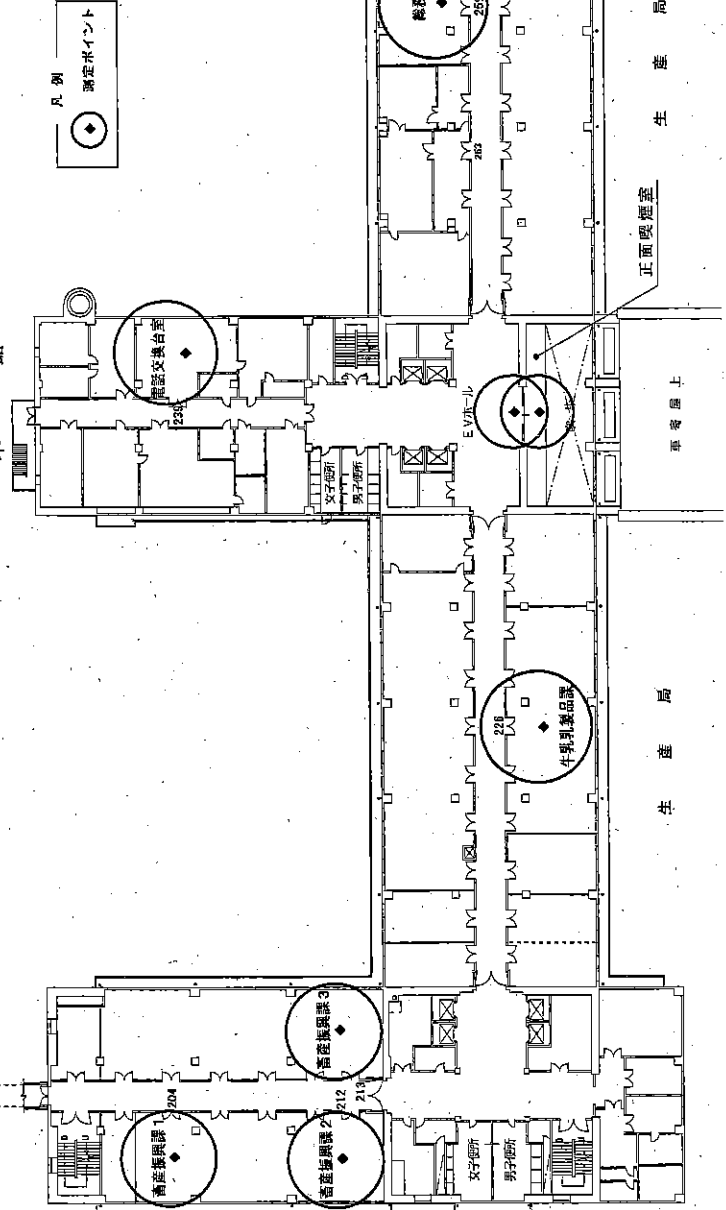 凡例
測定ポイント
259
263
生産局
正面喫煙室
電話交換台室
239
EVホール
女子便所
男子便所
車寄屋上
226
牛乳乳製品課
生産局
畜産振興課3
204
212
213
畜産振興課1
畜産振興課2
女子便所
男子便所
D
U
D
U